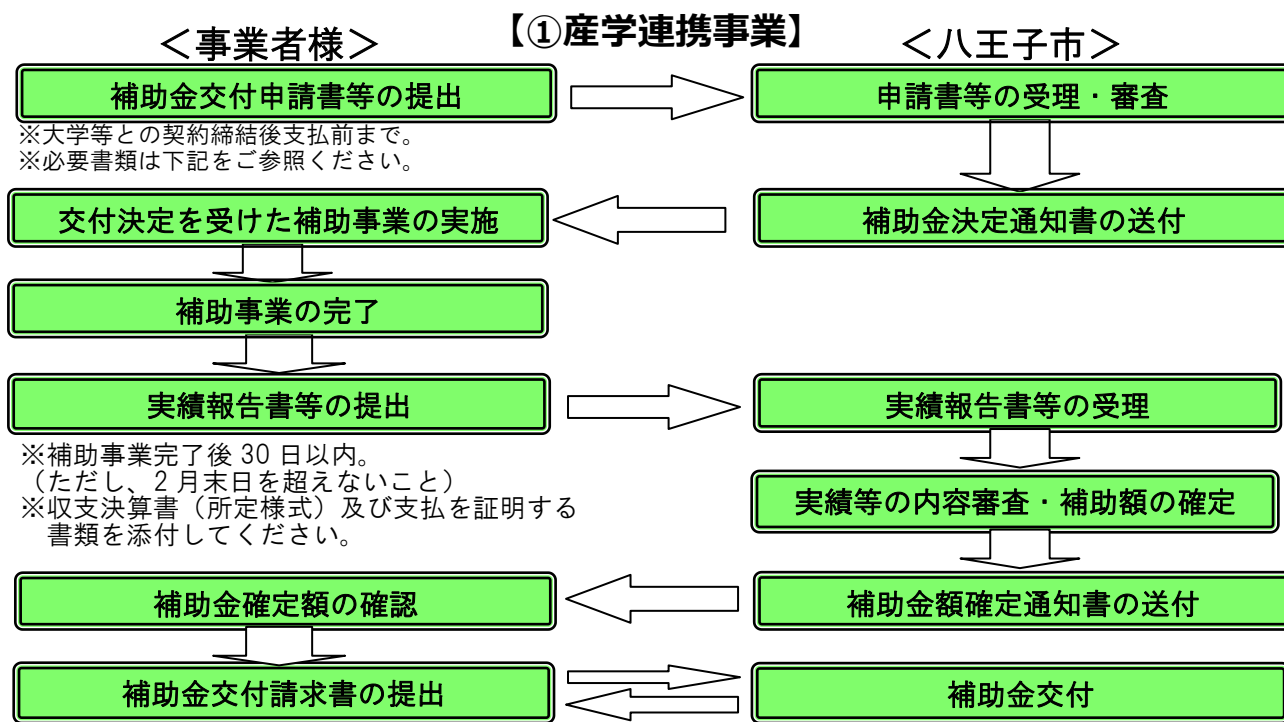 【①産学連携事業】
＜事業者様＞
＜八王子市＞
補助金交付申請書等の提出
申請書等の受理・審査
※大学等との契約締結後支払前まで。
※必要書類は下記をご参照ください。
交付決定を受けた補助事業の実施
補助金決定通知書の送付
補助事業の完了
実績報告書等の提出
実績報告書等の受理
※補助事業完了後 30 日以内。
（ただし、2 月末日を超えないこと）
※収支決算書（所定様式）及び支払を証明する
書類を添付してください。
実績等の内容審査・補助額の確定
補助金確定額の確認
補助金額確定通知書の送付
補助金交付請求書の提出
補助金交付